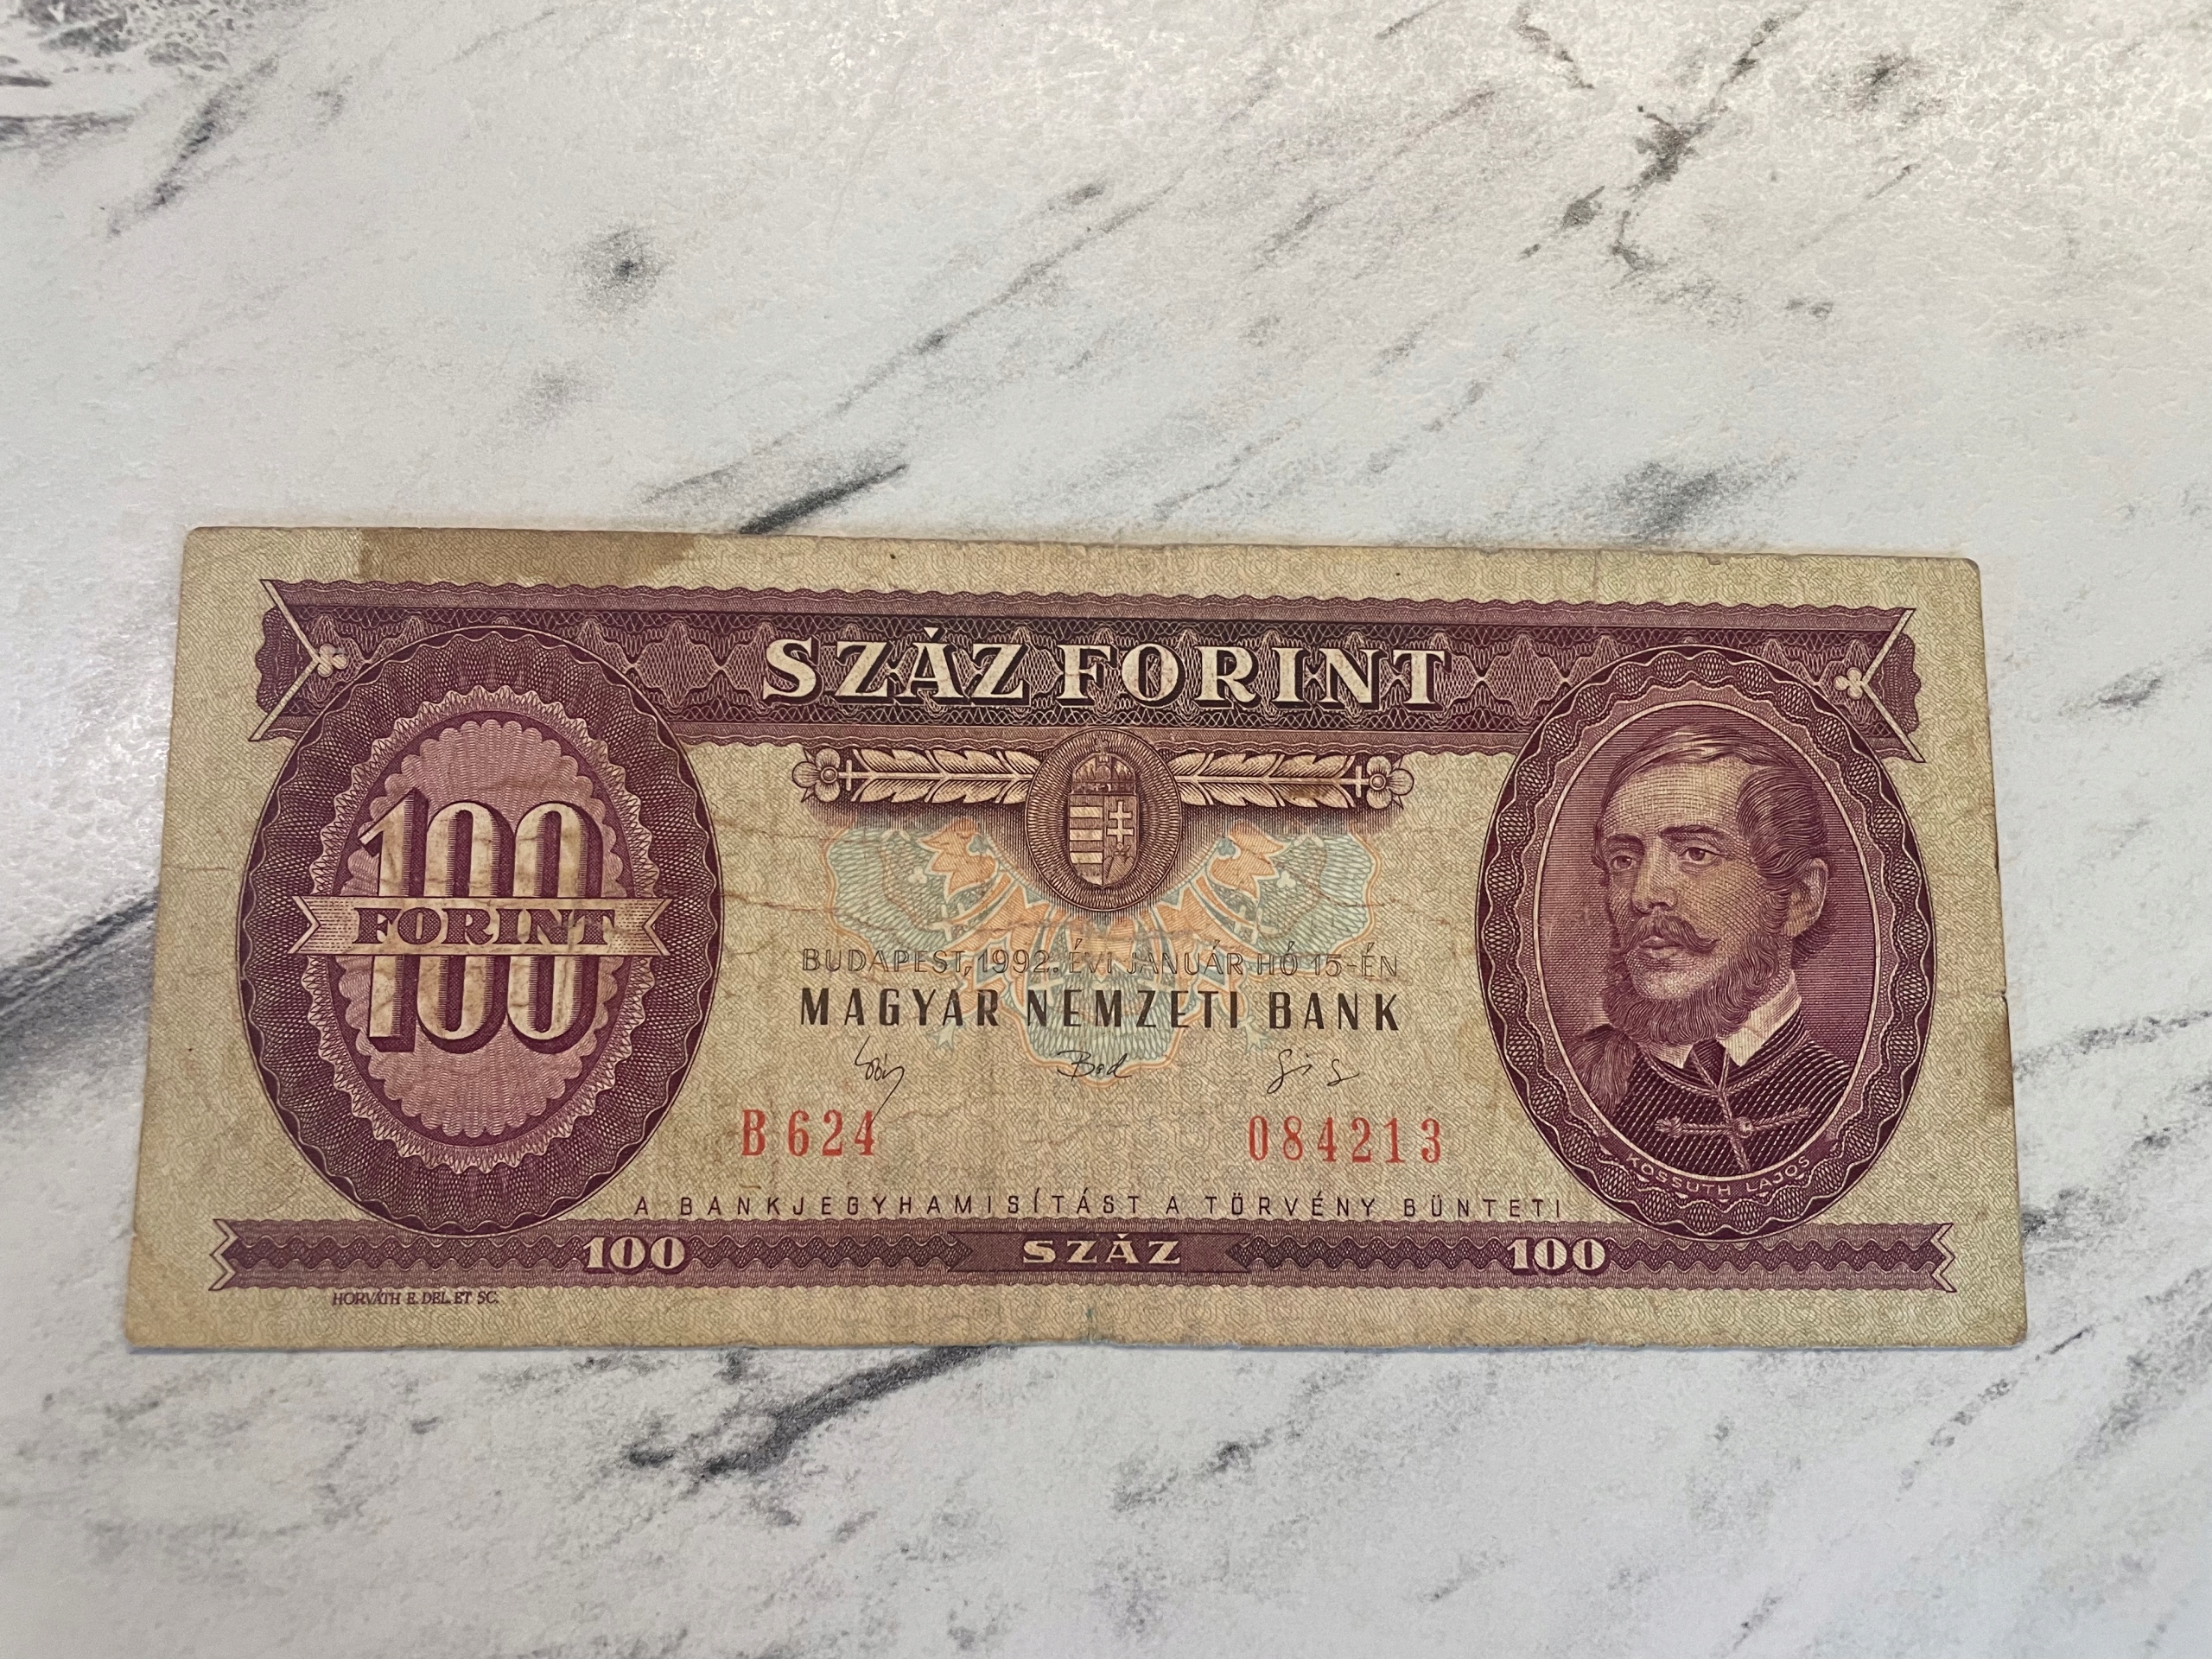 SZÁZ FORINT
100
FORINT
100
BUDAPEST, 1992. ÉVI JANUÁR HÓ 15-ÉN
MAGYAR NEMZETI BANK
B 624 084213
KOSSUTH LAJOS
A BANKJEGYHAMISÍTÁST A TÖRVÉNY BÜNTETI
100 SZÁZ 100
HORVÁTH E. DEL. ET SC.